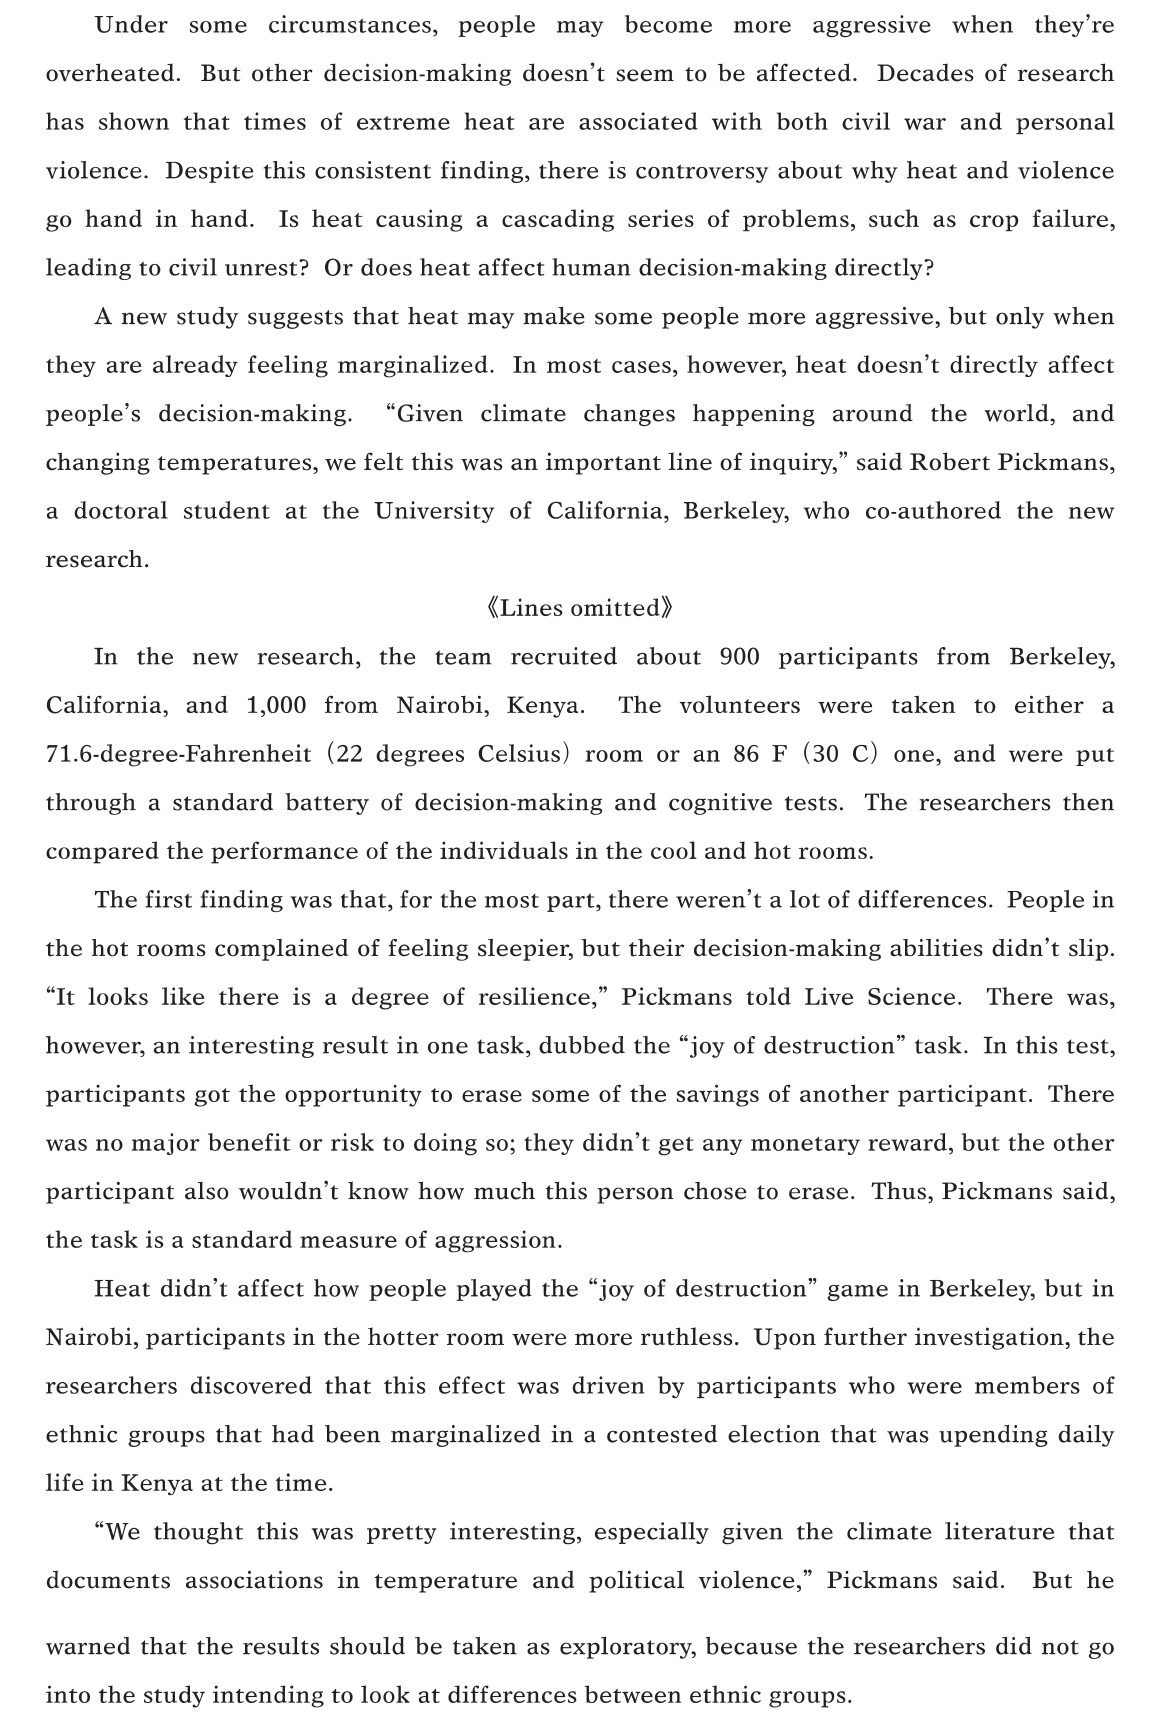 Under some circumstances, people may become more aggressive when they’re
overheated. But other decision-making doesn’t seem to be affected. Decades of research
has shown that times of extreme heat are associated with both civil war and personal
violence. Despite this consistent finding, there is controversy about why heat and violence
go hand in hand. Is heat causing a cascading series of problems, such as crop failure,
leading to civil unrest? Or does heat affect human decision-making directly?
A new study suggests that heat may make some people more aggressive, but only when
they are already feeling marginalized. In most cases, however, heat doesn’t directly affect
people’s decision-making. “Given climate changes happening around the world, and
changing temperatures, we felt this was an important line of inquiry,” said Robert Pickmans,
a doctoral student at the University of California, Berkeley, who co-authored the new
research.
《Lines omitted》
In the new research, the team recruited about 900 participants from Berkeley,
California, and 1,000 from Nairobi, Kenya. The volunteers were taken to either a
71.6-degree-Fahrenheit (22 degrees Celsius) room or an 86 F (30 C) one, and were put
through a standard battery of decision-making and cognitive tests. The researchers then
compared the performance of the individuals in the cool and hot rooms.
The first finding was that, for the most part, there weren’t a lot of differences. People in
the hot rooms complained of feeling sleepier, but their decision-making abilities didn’t slip.
“It looks like there is a degree of resilience,” Pickmans told Live Science. There was,
however, an interesting result in one task, dubbed the “joy of destruction” task. In this test,
participants got the opportunity to erase some of the savings of another participant. There
was no major benefit or risk to doing so; they didn’t get any monetary reward, but the other
participant also wouldn’t know how much this person chose to erase. Thus, Pickmans said,
the task is a standard measure of aggression.
Heat didn’t affect how people played the “joy of destruction” game in Berkeley, but in
Nairobi, participants in the hotter room were more ruthless. Upon further investigation, the
researchers discovered that this effect was driven by participants who were members of
ethnic groups that had been marginalized in a contested election that was upending daily
life in Kenya at the time.
“We thought this was pretty interesting, especially given the climate literature that
documents associations in temperature and political violence,” Pickmans said. But he
warned that the results should be taken as exploratory, because the researchers did not go
into the study intending to look at differences between ethnic groups.